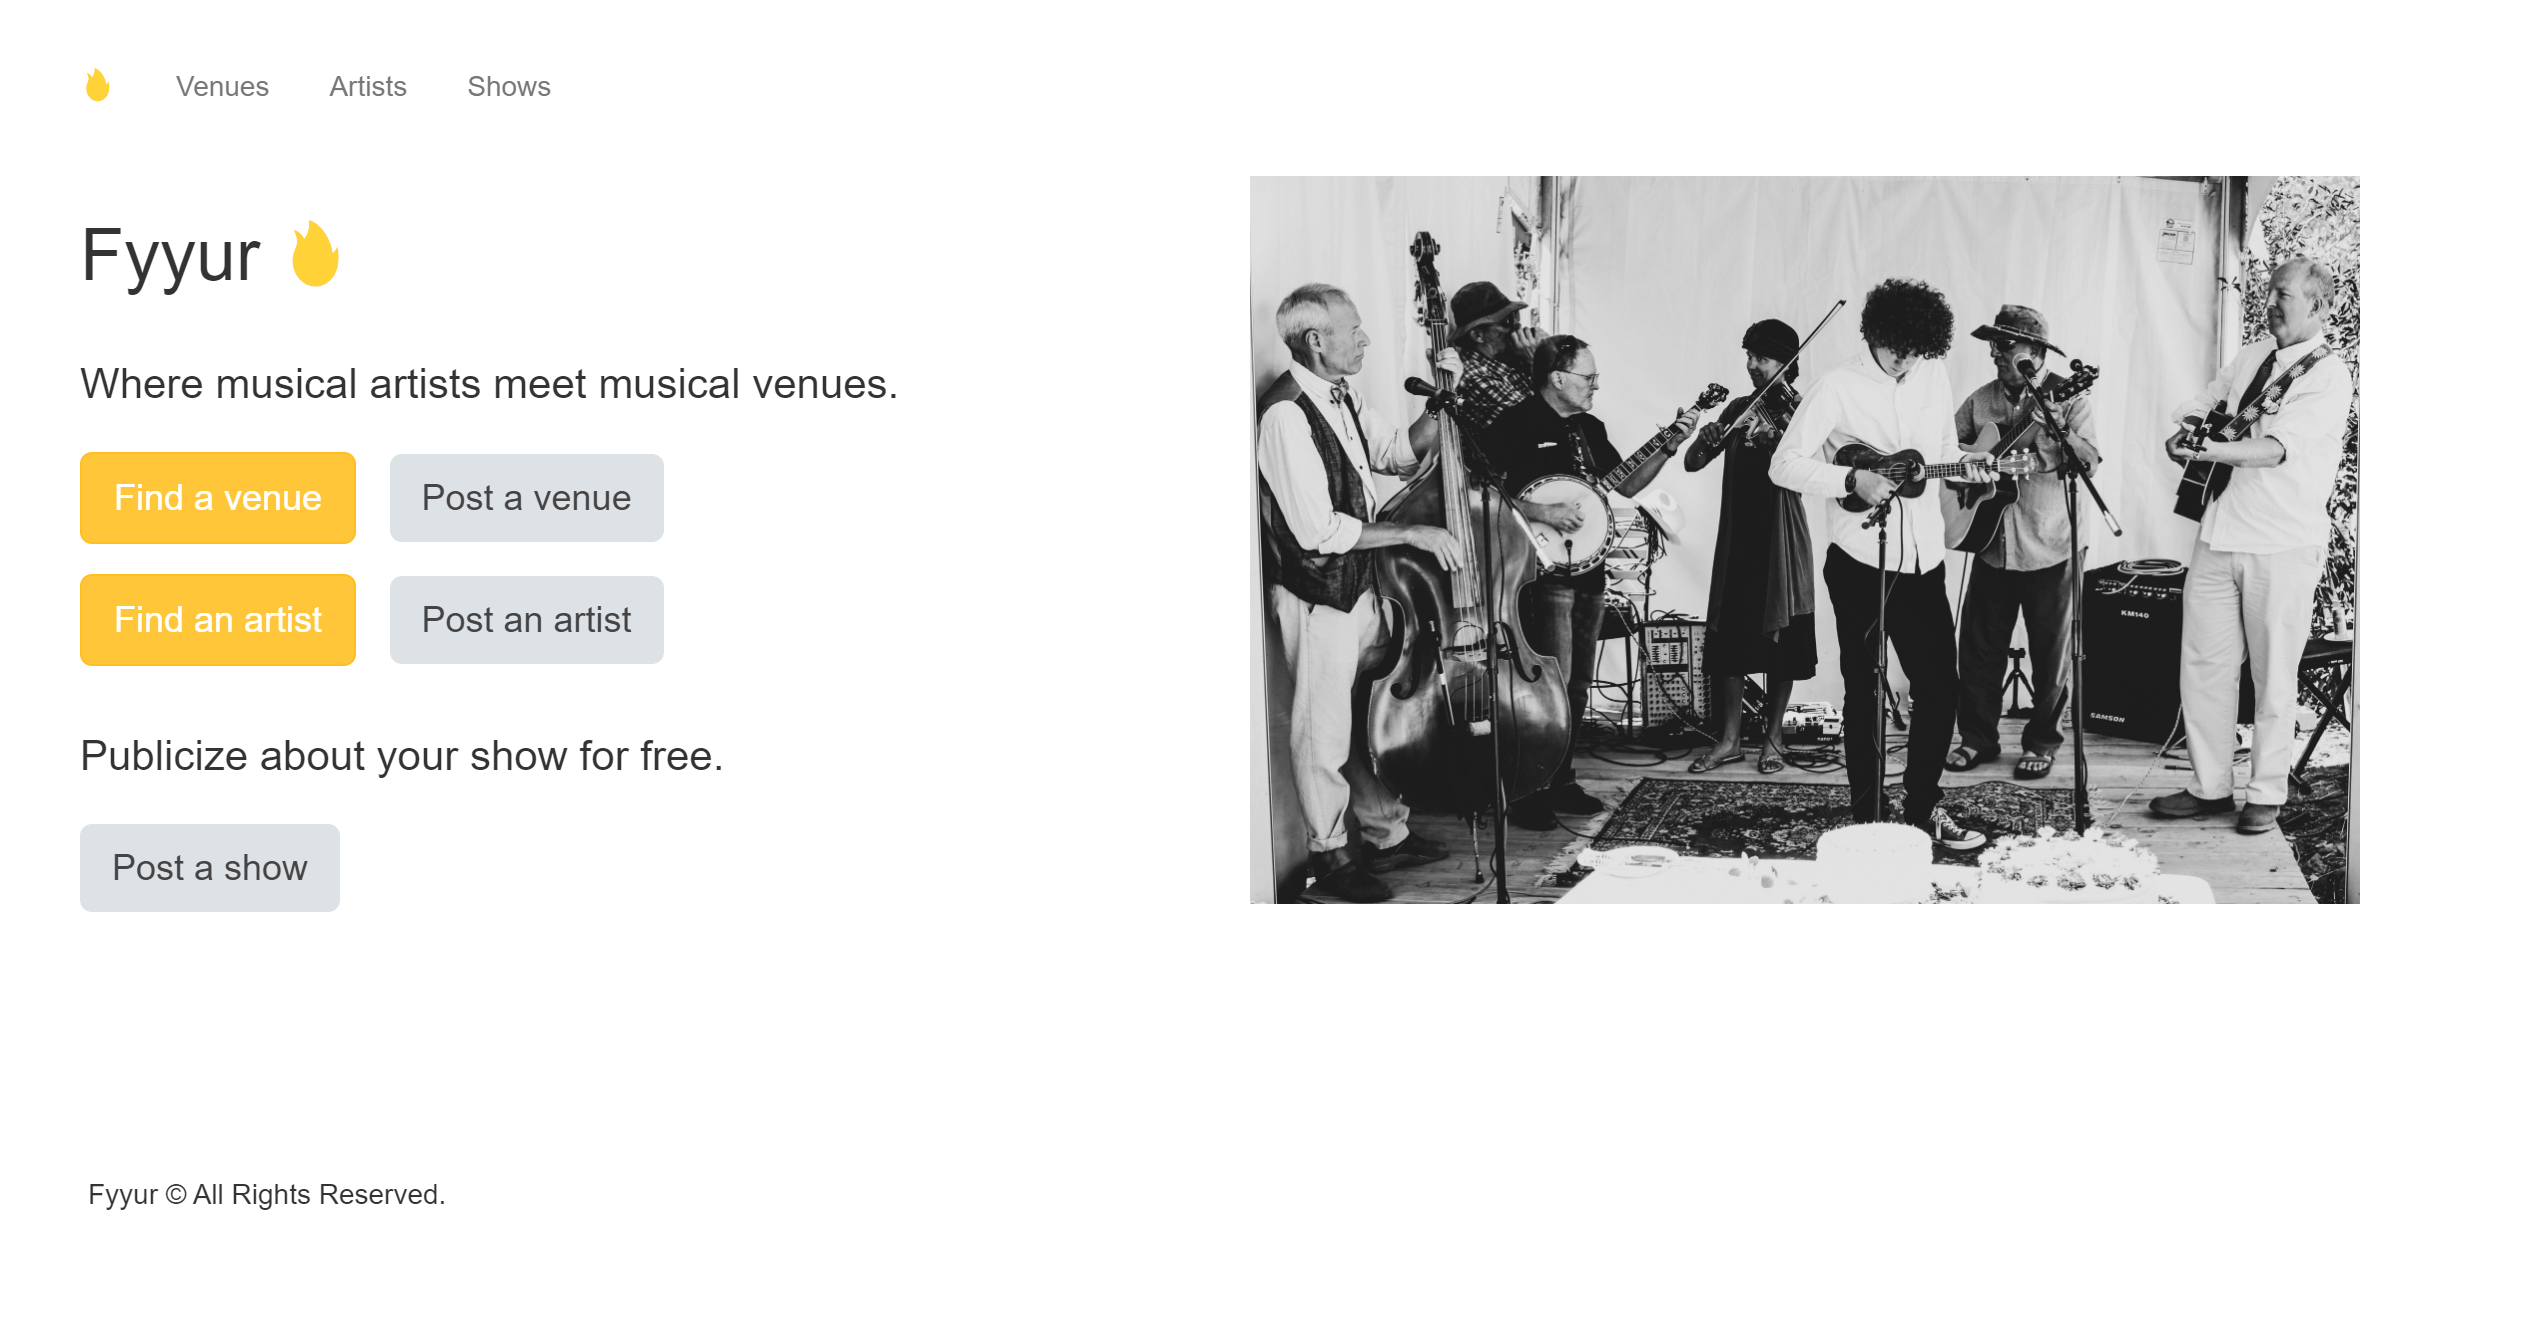 Venues Artists Shows
Fyyur
Where musical artists meet musical venues.
Find a venue Post a venue
Find an artist Post an artist
Publicize about your show for free.
Post a show
KM140
SAMSON
Fyyur © All Rights Reserved.